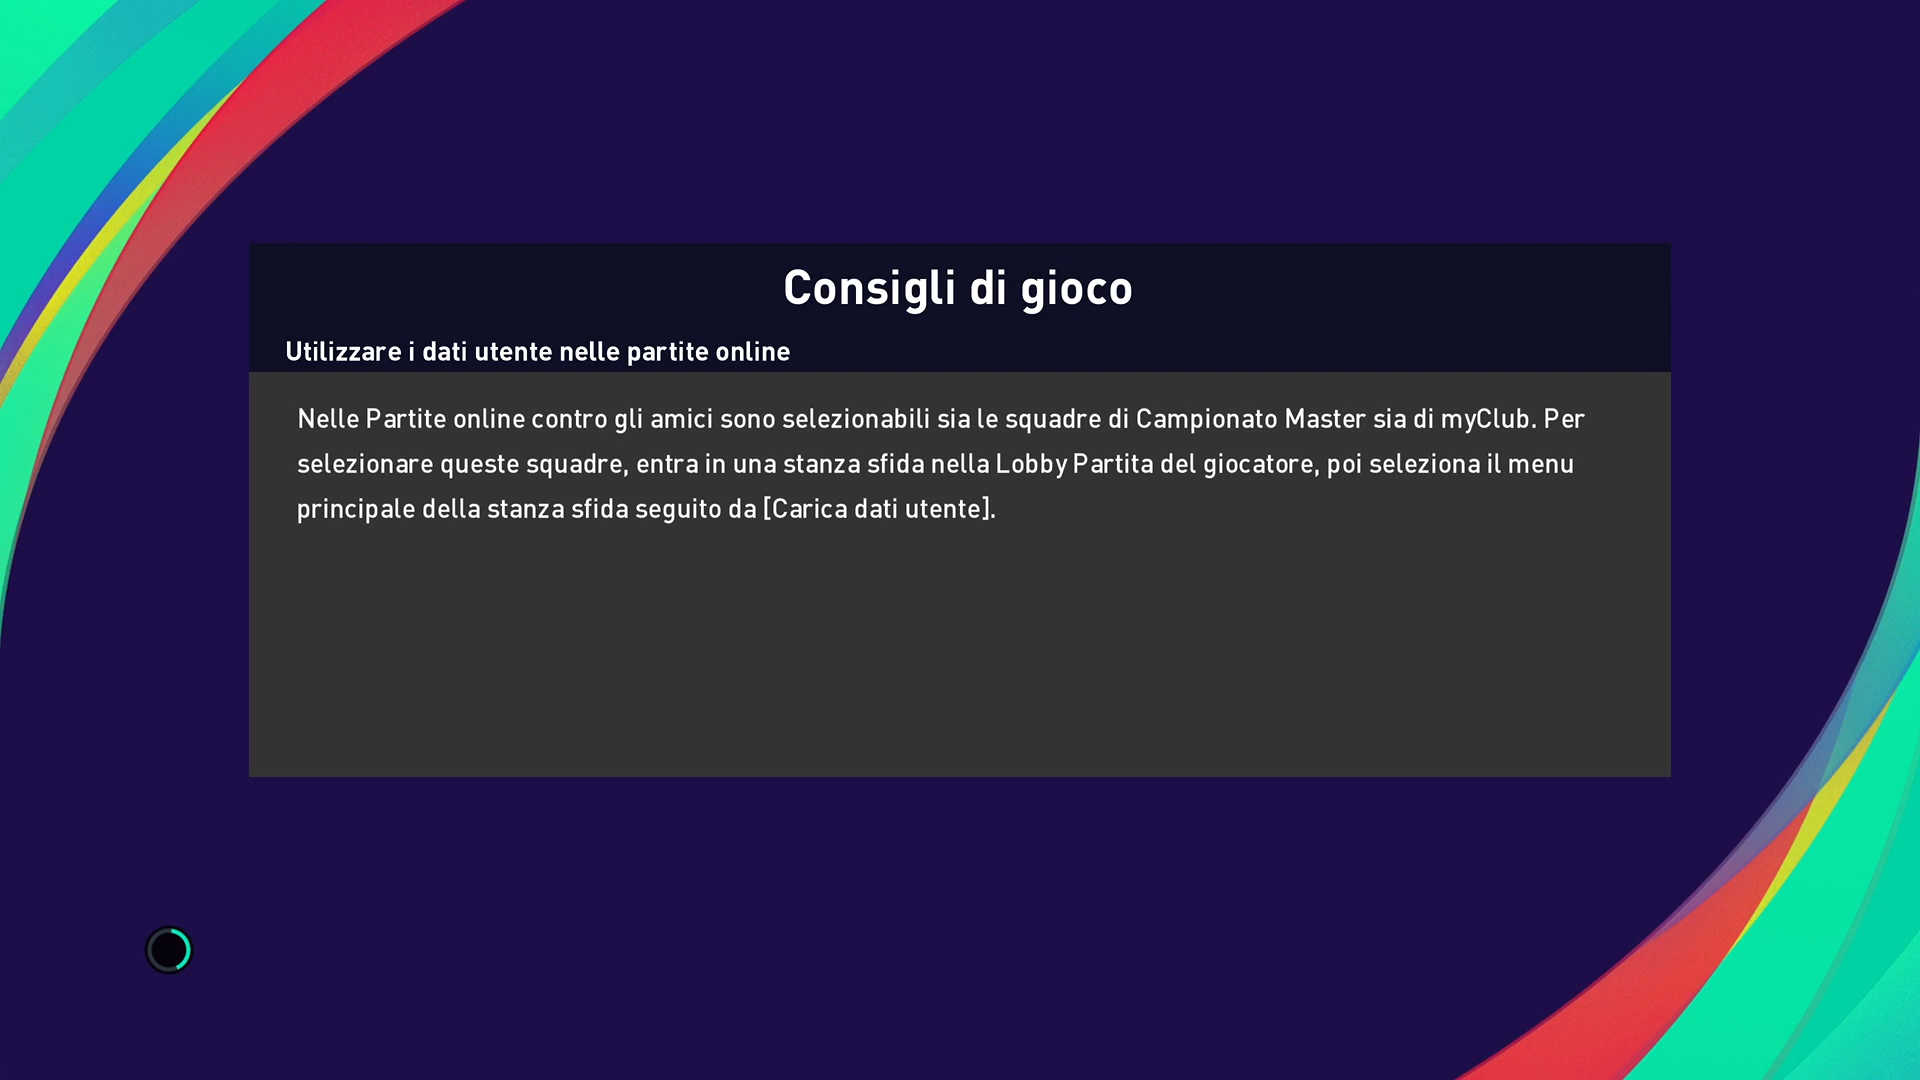 Consigli di gioco
Utilizzare i dati utente nelle partite online
Nelle Partite online contro gli amici sono selezionabili sia le squadre di Campionato Master sia di myClub. Per
selezionare queste squadre, entra in una stanza sfida nella Lobby Partita del giocatore, poi seleziona il menu
principale della stanza sfida seguito da [Carica dati utente].